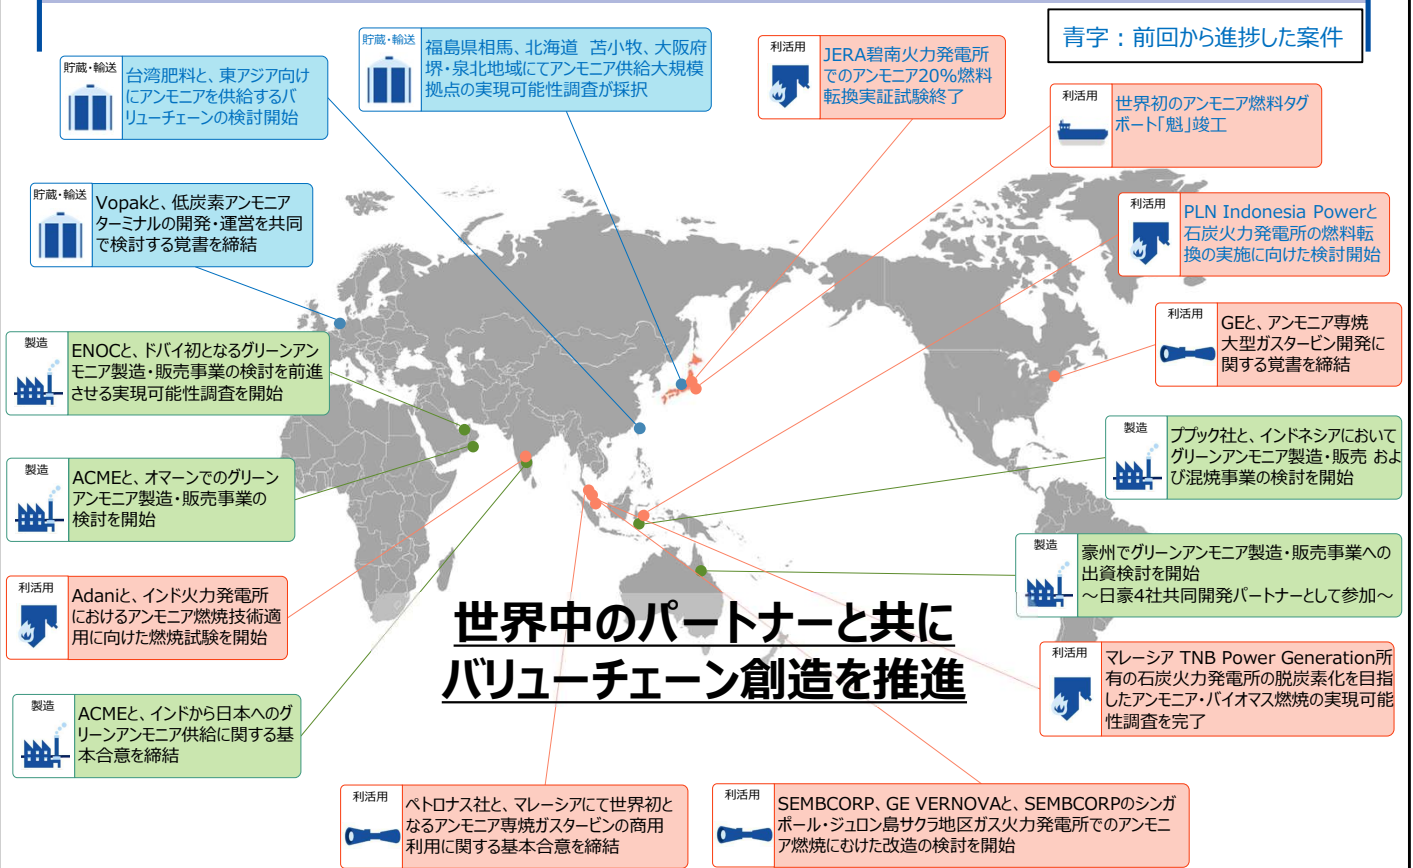 青字：前回から進捗した案件
貯蔵・輸送
台湾肥料と、東アジア向け
にアンモニアを供給するバ
リューチェーンの検討開始
貯蔵・輸送
福島県相馬、北海道　苫小牧、大阪府
堺・泉北地域にてアンモニア供給大規模
拠点の実現可能性調査が採択
利活用
JERA碧南火力発電所
でのアンモニア20%燃料
転換実証試験終了
利活用
世界初のアンモニア燃料タグ
ボート「魁」竣工
貯蔵・輸送
Vopakと、低炭素アンモニア
ターミナルの開発・運営を共同
で検討する覚書を締結
利活用
PLN Indonesia Powerと
石炭火力発電所の燃料転
換の実施に向けた検討開始
利活用
GEと、アンモニア専焼
大型ガスタービン開発に
関する覚書を締結
製造
ENOCと、ドバイ初となるグリーンアン
モニア製造・販売事業の検討を前進
させる実現可能性調査を開始
製造
ププック社と、インドネシアにおいて
グリーンアンモニア製造・販売 およ
び混焼事業の検討を開始
製造
ACMEと、オマーンでのグリーン
アンモニア製造・販売事業の
検討を開始
製造
豪州でグリーンアンモニア製造・販売事業への
出資検討を開始
～日豪4社共同開発パートナーとして参加～
利活用
Adaniと、インド火力発電所
におけるアンモニア燃焼技術適
用に向けた燃焼試験を開始
世界中のパートナーと共に
バリューチェーン創造を推進
利活用
マレーシア TNB Power Generation所
有の石炭火力発電所の脱炭素化を目指
したアンモニア・バイオマス燃焼の実現可能
性調査を完了
製造
ACMEと、インドから日本へのグ
リーンアンモニア供給に関する基
本合意を締結
利活用
ペトロナス社と、マレーシアにて世界初と
なるアンモニア専焼ガスタービンの商用
利用に関する基本合意を締結
利活用
SEMBCORP、GE VERNOVAと、SEMBCORPのシンガ
ポール・ジュロン島サクラ地区ガス火力発電所でのアンモニ
ア燃焼にむけた改造の検討を開始